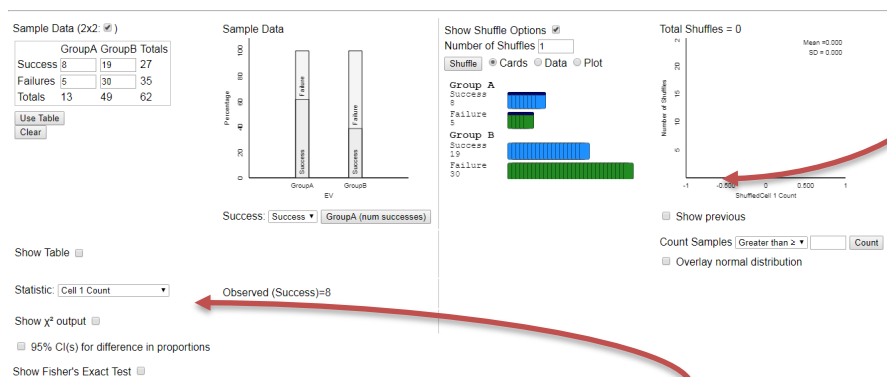 Sample Data (2x2: )
GroupA GroupB Totals
Success 8 19 27
Failures 5 30 35
Totals 13 49 62
Use Table
Clear
Sample Data
Percentage
0 20 40 60 80 100
Failure
Success
Failure
Success
GroupA GroupB
EV
Success: Success GroupA (num successes)
Show Shuffle Options
Number of Shuffles 1
Shuffle Cards Data Plot
Group A
Success
8
Failure
5
Group B
Success
19
Failure
30
Total Shuffles = 0
Mean =0.000
SD = 0.000
Number of Shuffles
5 10 15 20
-1 -0.500 0 0.500 1
ShuffledCell 1 Count
Show previous
Count Samples Greater than ≥ Count
Overlay normal distribution
Show Table
Statistic: Cell 1 Count
Observed (Success)=8
Show χ² output
95% CI(s) for difference in proportions
Show Fisher's Exact Test